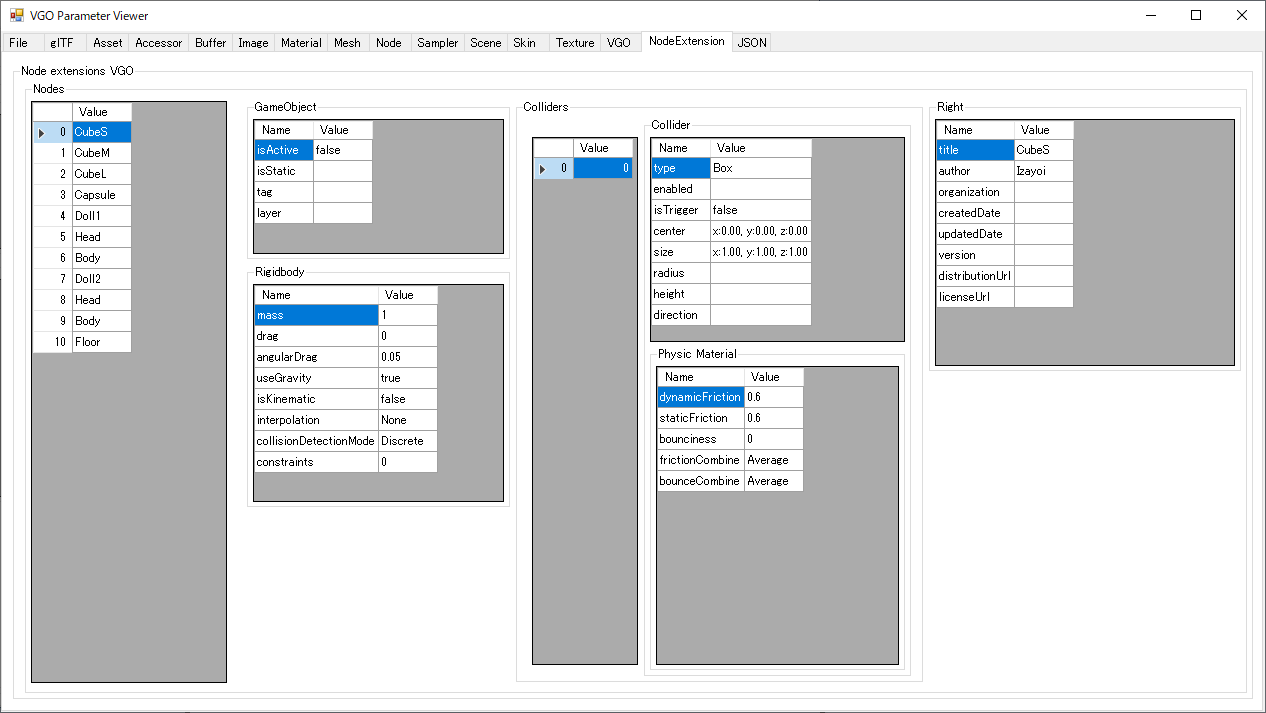 VGO Parameter Viewer
File glTF Asset Accessor Buffer Image Material Mesh Node Sampler Scene Skin Texture VGO NodeExtension JSON
Node extensions VGO
Nodes
Value
0 CubeS
1 CubeM
2 CubeL
3 Capsule
4 Doll1
5 Head
6 Body
7 Doll2
8 Head
9 Body
10 Floor
GameObject
Name Value
isActive false
isStatic
tag
layer
Rigidbody
Name Value
mass 1
drag 0
angularDrag 0.05
useGravity true
isKinematic false
interpolation None
collisionDetectionMode Discrete
constraints 0
Colliders
Value
0 0
Collider
Name Value
type Box
enabled
isTrigger false
center x:0.00, y:0.00, z:0.00
size x:1.00, y:1.00, z:1.00
radius
height
direction
Physic Material
Name Value
dynamicFriction 0.6
staticFriction 0.6
bounciness 0
frictionCombine Average
bounceCombine Average
Right
Name Value
title CubeS
author Izayoi
organization
createdDate
updatedDate
version
distributionUrl
licenseUrl